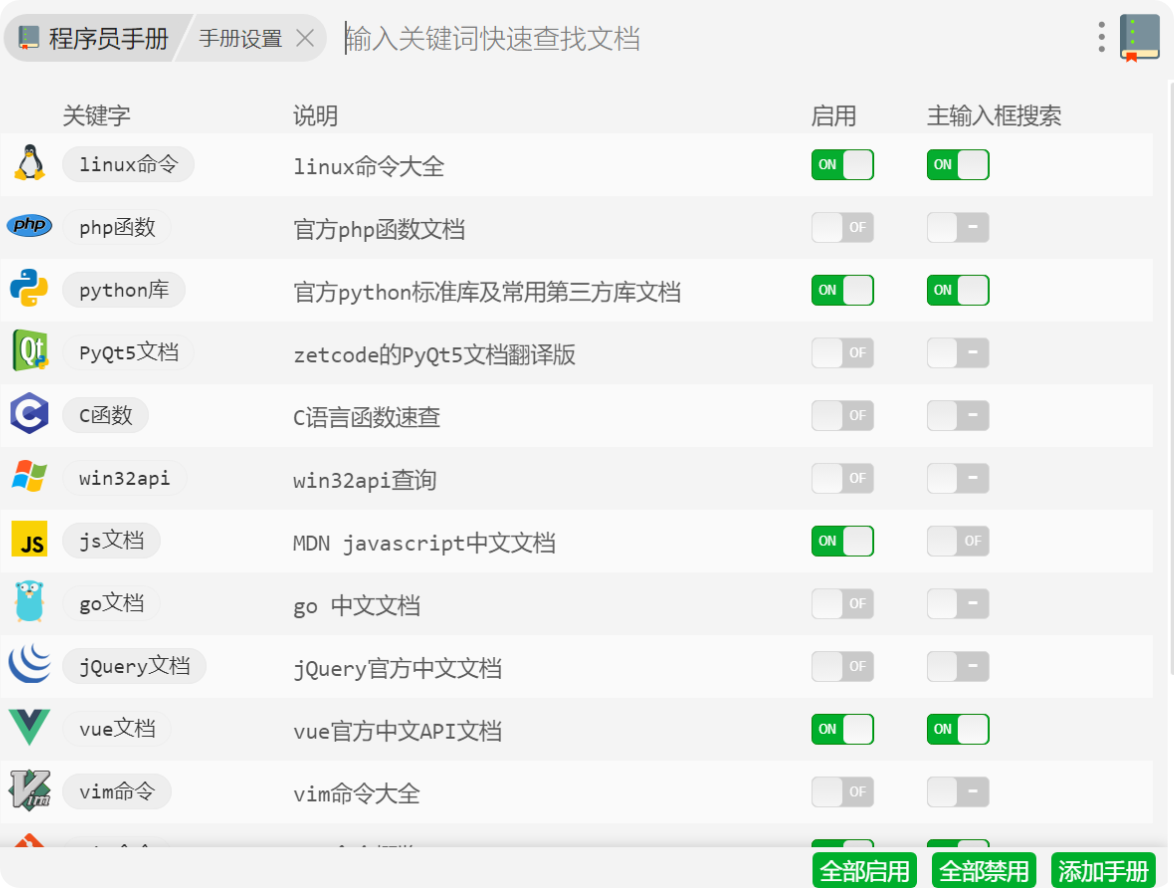 程序员手册 手册设置 输入关键词快速查找文档
关键字 说明 启用 主输入框搜索
linux命令 linux命令大全 ON ON
php php函数 官方php函数文档 OF
python库 官方python标准库及常用第三方库文档 ON ON
Qt PyQt5文档 zetcode的PyQt5文档翻译版 OF
C C函数 C语言函数速查 OF
win32api win32api查询 OF
JS js文档 MDN javascript中文文档 ON OF
go文档 go 中文文档 OF
jQuery文档 jQuery官方中文文档 OF
vue文档 vue官方中文API文档 ON ON
Vim vim命令 vim命令大全 OF
全部启用 全部禁用 添加手册